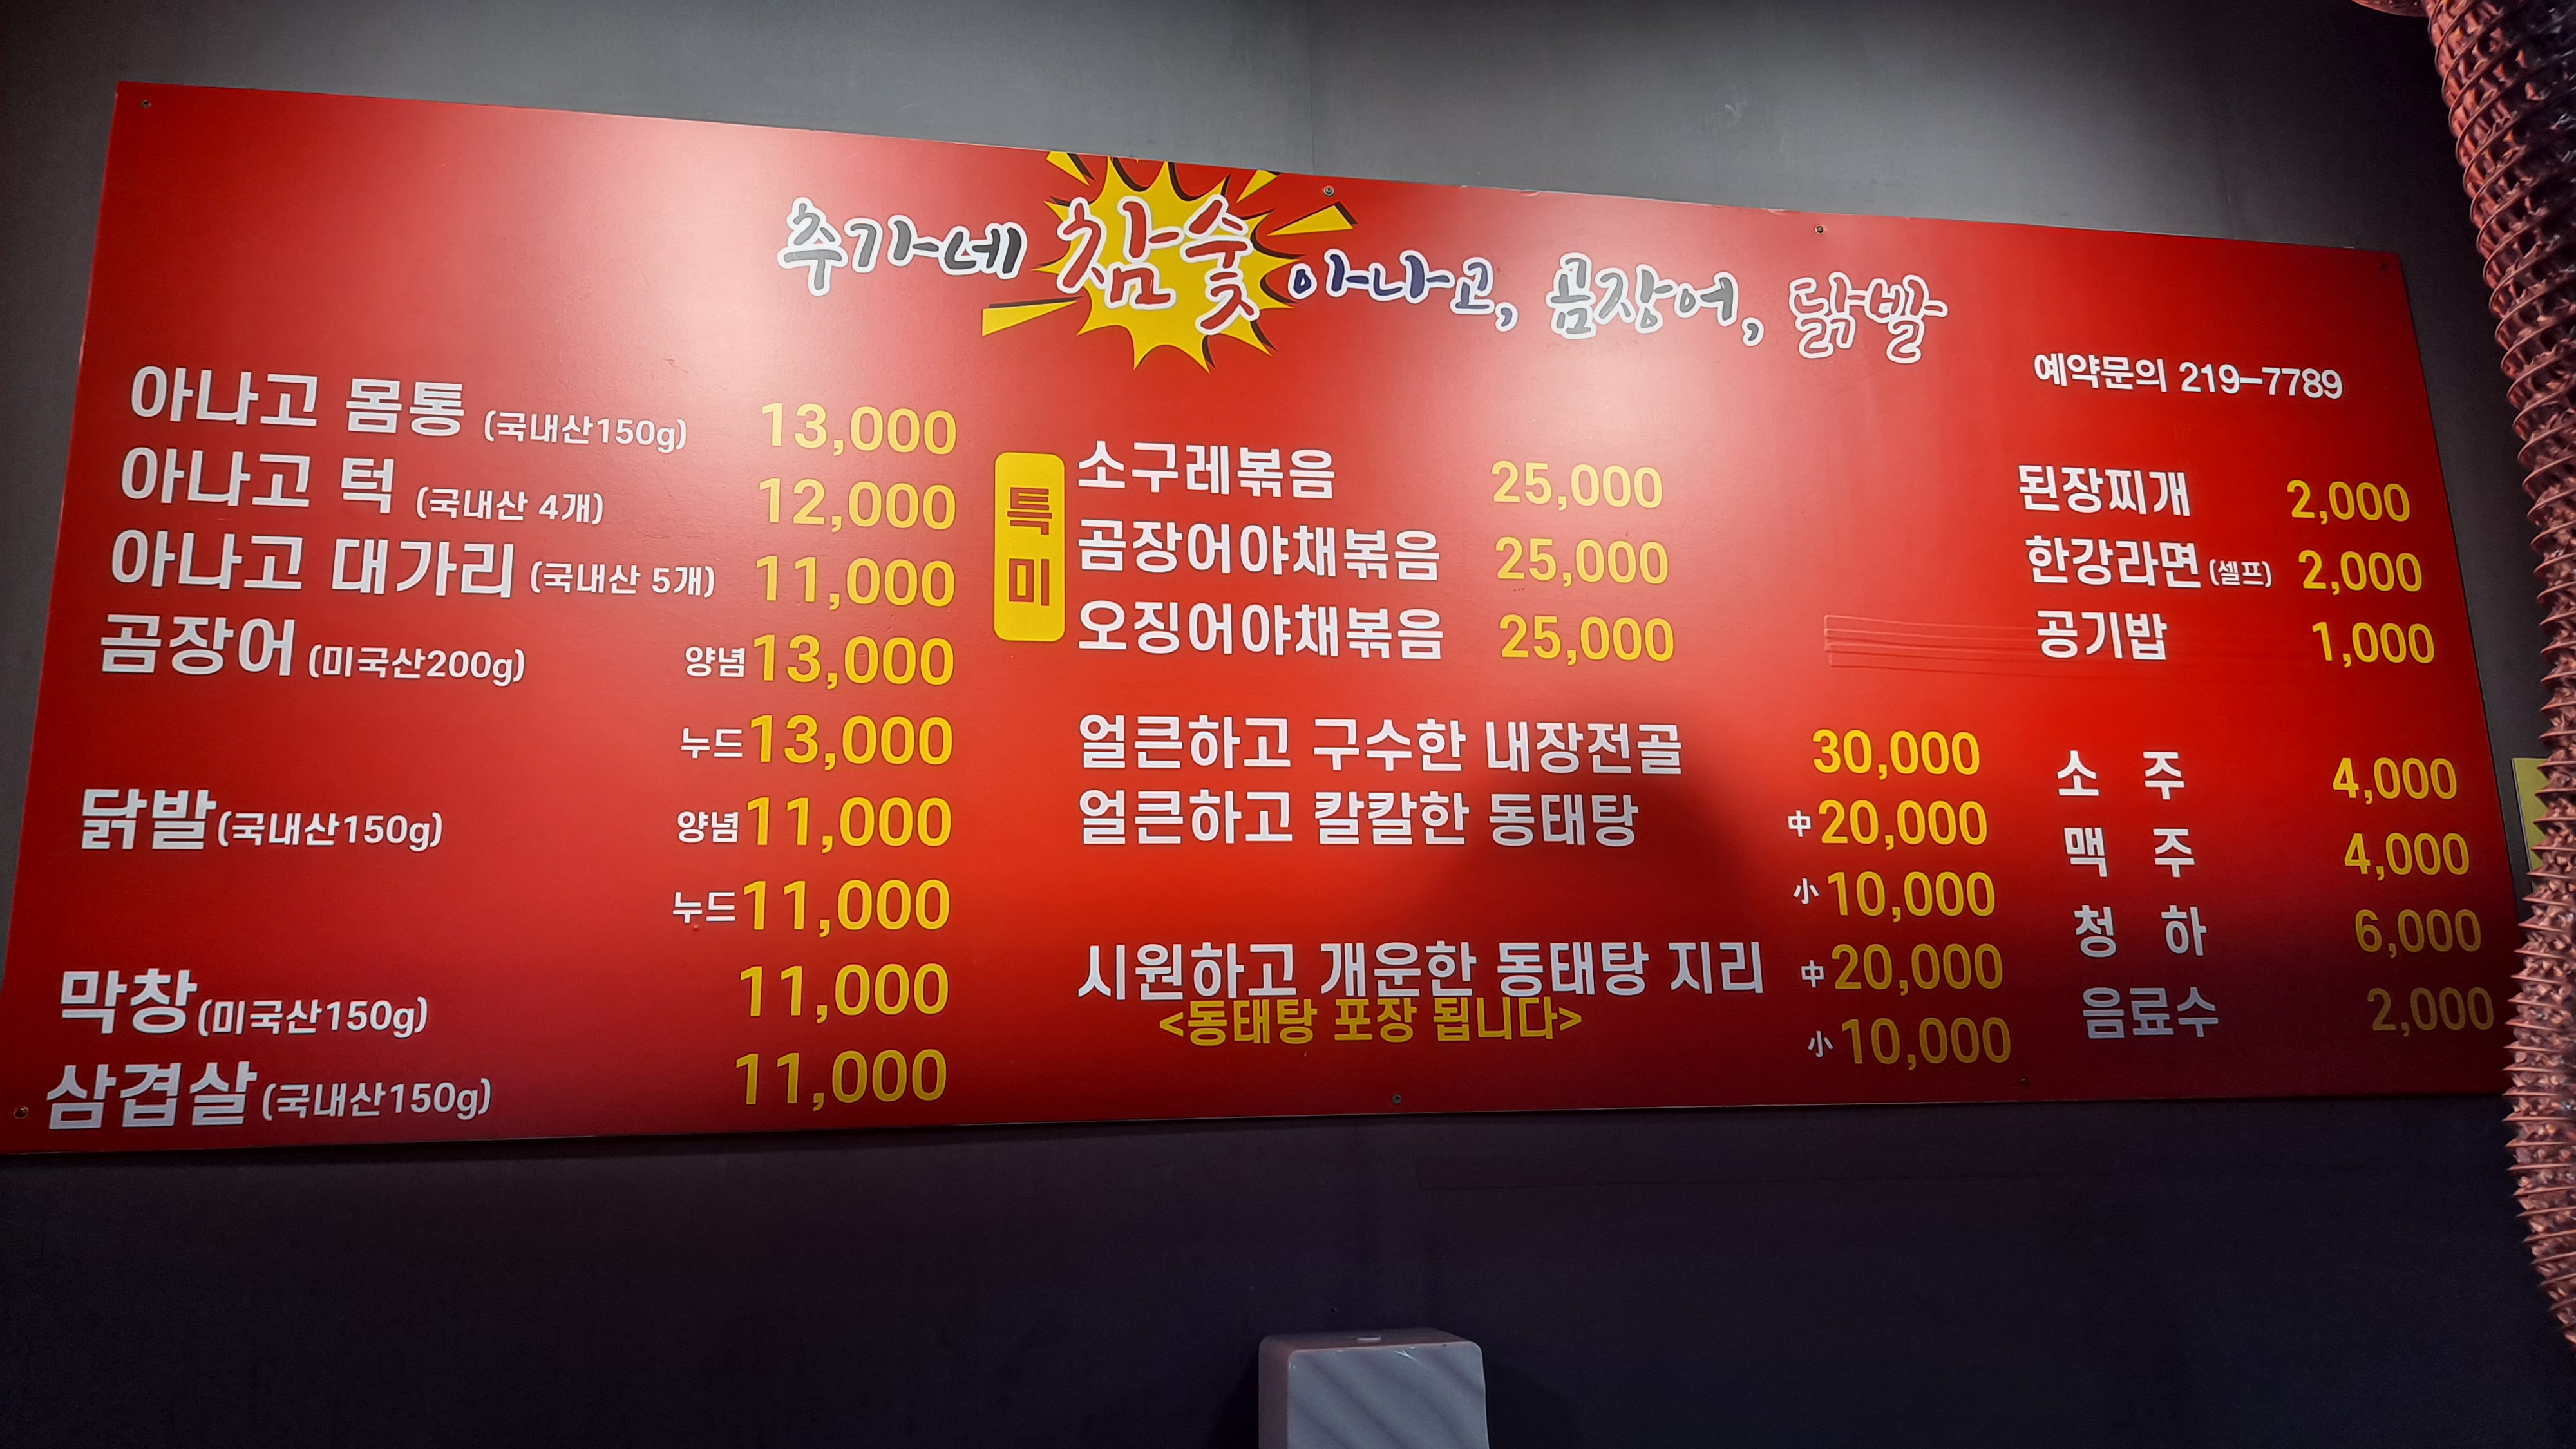 추가네 참숯 아나고, 곰장어, 닭발
예약문의 219-7789
아나고 몸통 (국내산150g) 13,000
아나고 턱 (국내산 4개) 12,000
아나고 대가리 (국내산 5개) 11,000
곰장어 (미국산200g) 양념 13,000
누드 13,000
닭발 (국내산150g) 양념 11,000
누드 11,000
막창 (미국산150g) 11,000
삼겹살 (국내산150g) 11,000
특미
소구레볶음 25,000
곰장어야채볶음 25,000
오징어야채볶음 25,000
얼큰하고 구수한 내장전골 30,000
얼큰하고 칼칼한 동태탕 中 20,000
小 10,000
시원하고 개운한 동태탕 지리 中 20,000
<동태탕 포장 됩니다>
小 10,000
된장찌개 2,000
한강라면 (셀프) 2,000
공기밥 1,000
소 주 4,000
맥 주 4,000
청 하 6,000
음료수 2,000